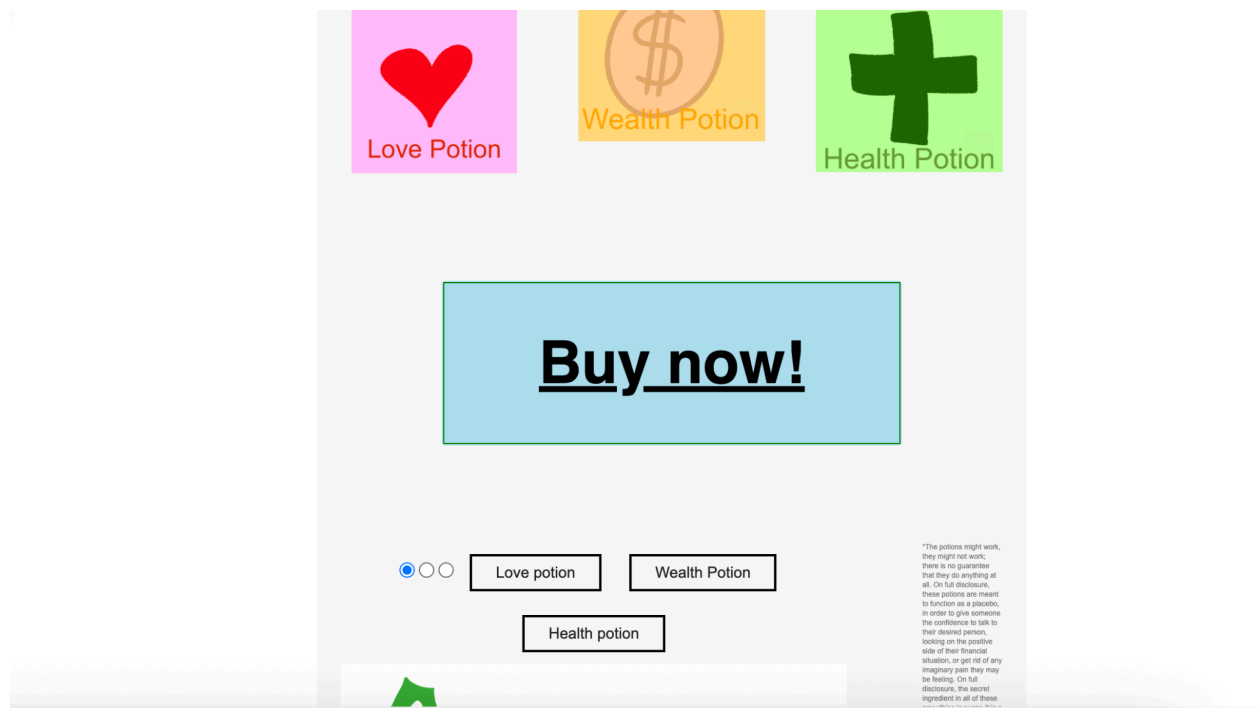 $
Love Potion
Wealth Potion
Health Potion
Buy now!
Love potion
Wealth Potion
Health potion
*The potions might work,
they might not work;
there is no guarantee
that they do anything at
all. On full disclosure,
these potions are meant
to function as a placebo,
in order to give someone
the confidence to talk to
their desired person,
looking on the positive
side of their financial
situation, or get rid of any
imaginary pain they may
be feeling. On full
disclosure, the secret
ingredient in all of these